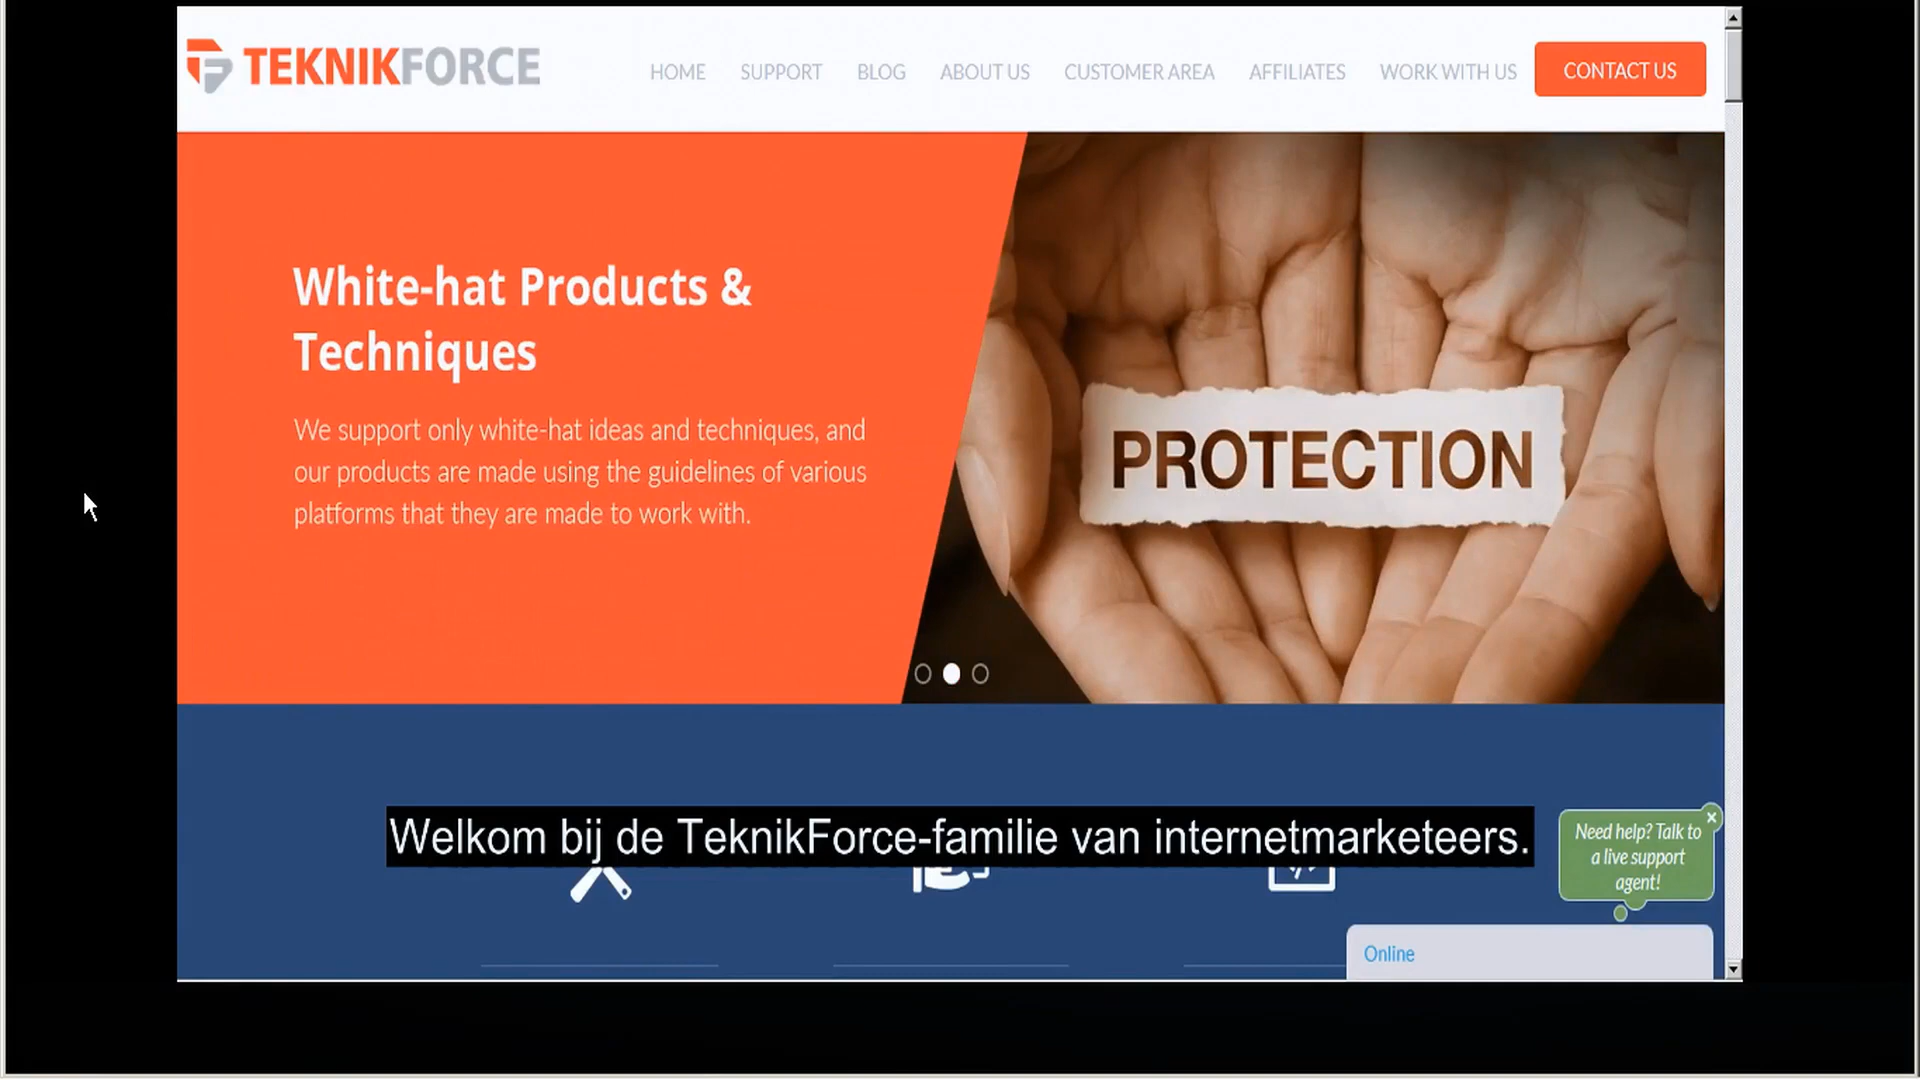 TEKNIKFORCE
HOME SUPPORT BLOG ABOUT US CUSTOMER AREA AFFILIATES WORK WITH US CONTACT US
White-hat Products &
Techniques
We support only white-hat ideas and techniques, and
our products are made using the guidelines of various
platforms that they are made to work with.
PROTECTION
Welkom bij de TeknikForce-familie van internetmarketeers.
Need help? Talk to
a live support
agent!
Online